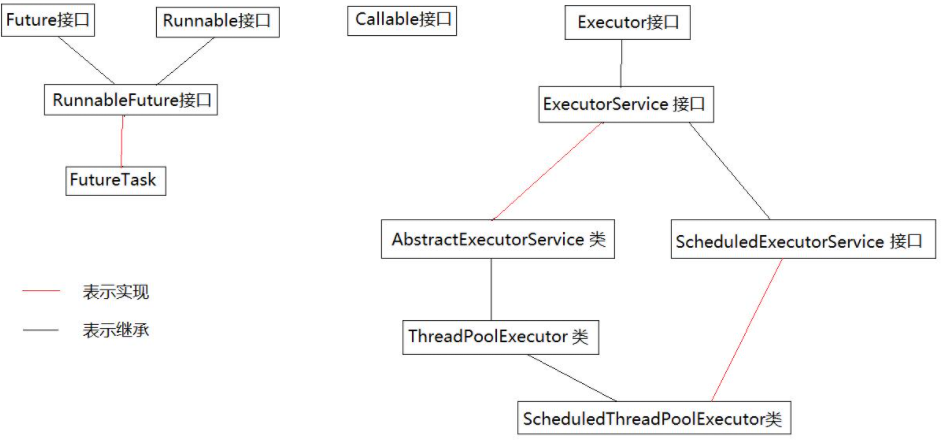 Future接口
Runnable接口
Callable接口
Executor接口
RunnableFuture接口
ExecutorService 接口
FutureTask
AbstractExecutorService 类
ScheduledExecutorService 接口
表示实现
表示继承
ThreadPoolExecutor 类
ScheduledThreadPoolExecutor类